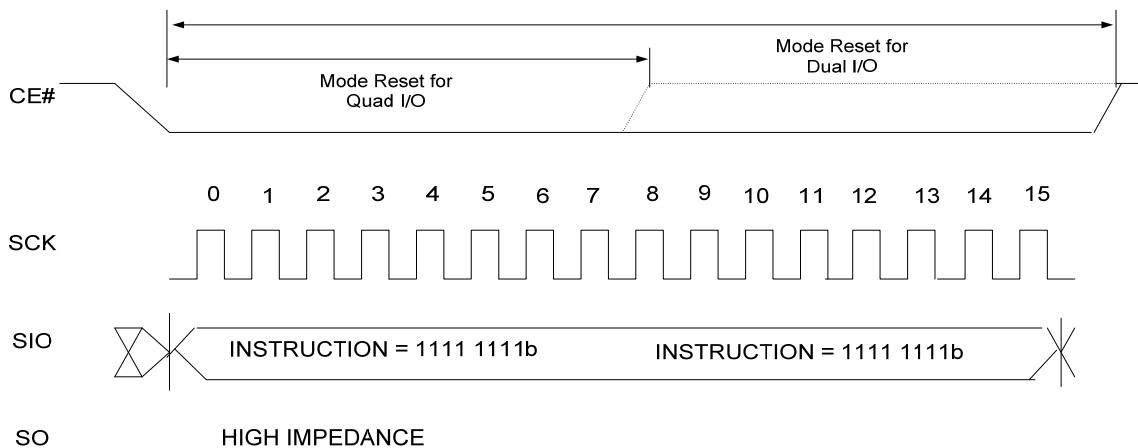 Mode Reset for
Dual I/O
Mode Reset for
Quad I/O
CE#
0 1 2 3 4 5 6 7 8 9 10 11 12 13 14 15
SCK
SIO
INSTRUCTION = 1111 1111b INSTRUCTION = 1111 1111b
SO HIGH IMPEDANCE